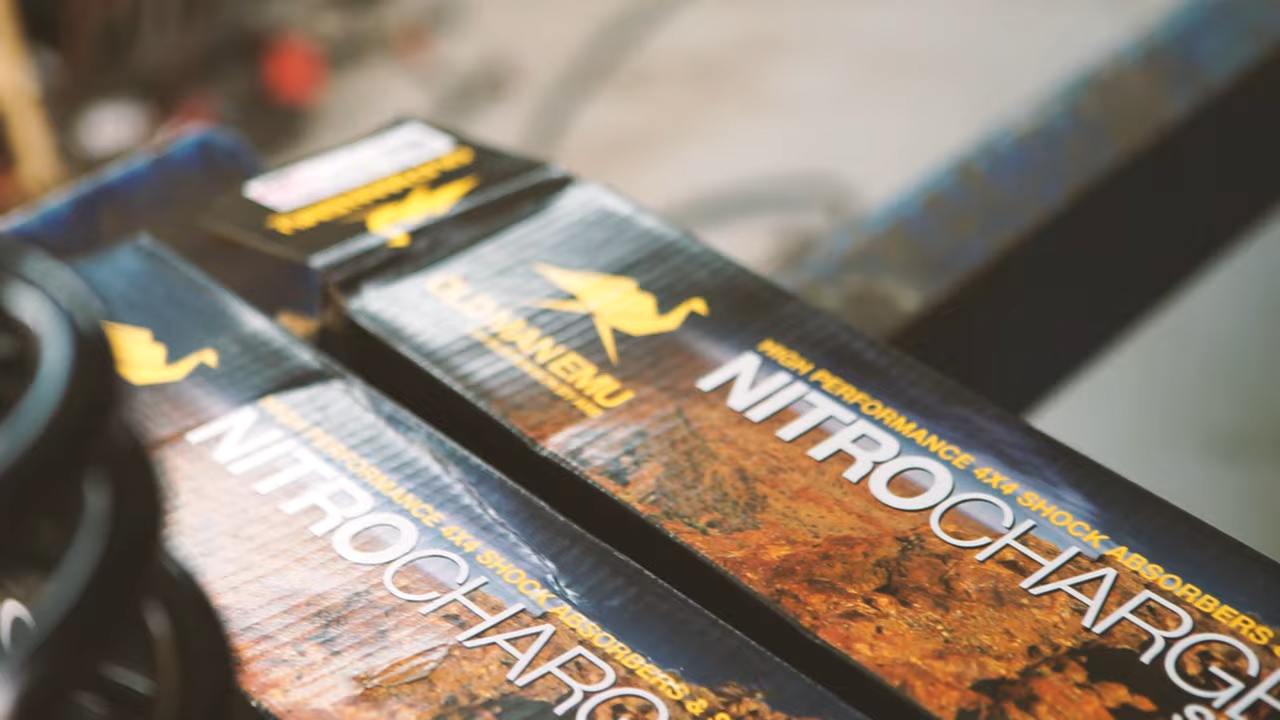 OLD MAN EMU
HIGH PERFORMANCE 4X4 SHOCK ABSORBERS
NITROCHARGE
HIGH PERFORMANCE 4X4 SHOCK ABSORBERS & S
NITROCHARG